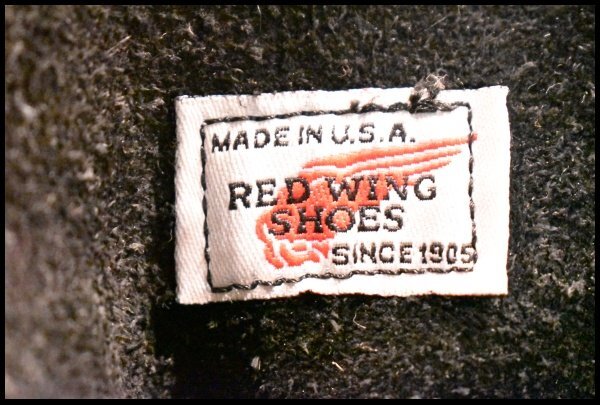 MADE IN U.S.A.
RED WING
SHOES
SINCE 1905